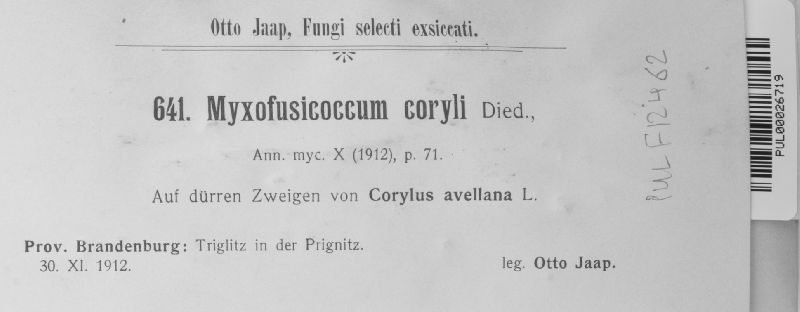 Otto Jaap, Fungi selecti exsiccati.
641. Myxofusicoccum coryli Died.,
Ann. myc. X (1912), p. 71.
Auf dürren Zweigen von Corylus avellana L.
Prov. Brandenburg: Triglitz in der Prignitz.
30. XI. 1912.
leg. Otto Jaap.
PUL F12462
PUL00026719